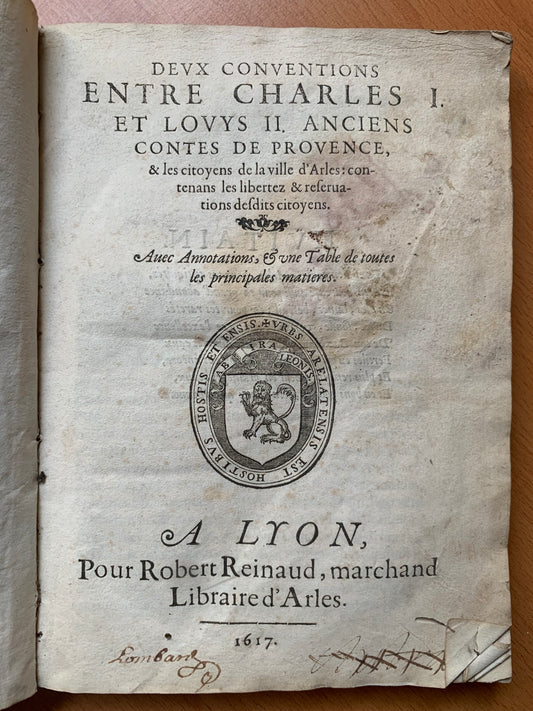 DEVX CONVENTIONS
ENTRE CHARLES I.
ET LOVYS II. ANCIENS
CONTES DE PROVENCE,
& les citoyens de la ville d'Arles: con-
tenans les libertez & reſerua-
tions deſdits citoyens.
Auec Annotations, & vne Table de toutes
les principales matieres.
✠ VRBS ARELATENSIS EST HOSTIBVS HOSTIS ET ENSIS.
AB IRA LEONIS.
A LYON,
Pour Robert Reinaud, marchand
Libraire d'Arles.
1617.
Lombard